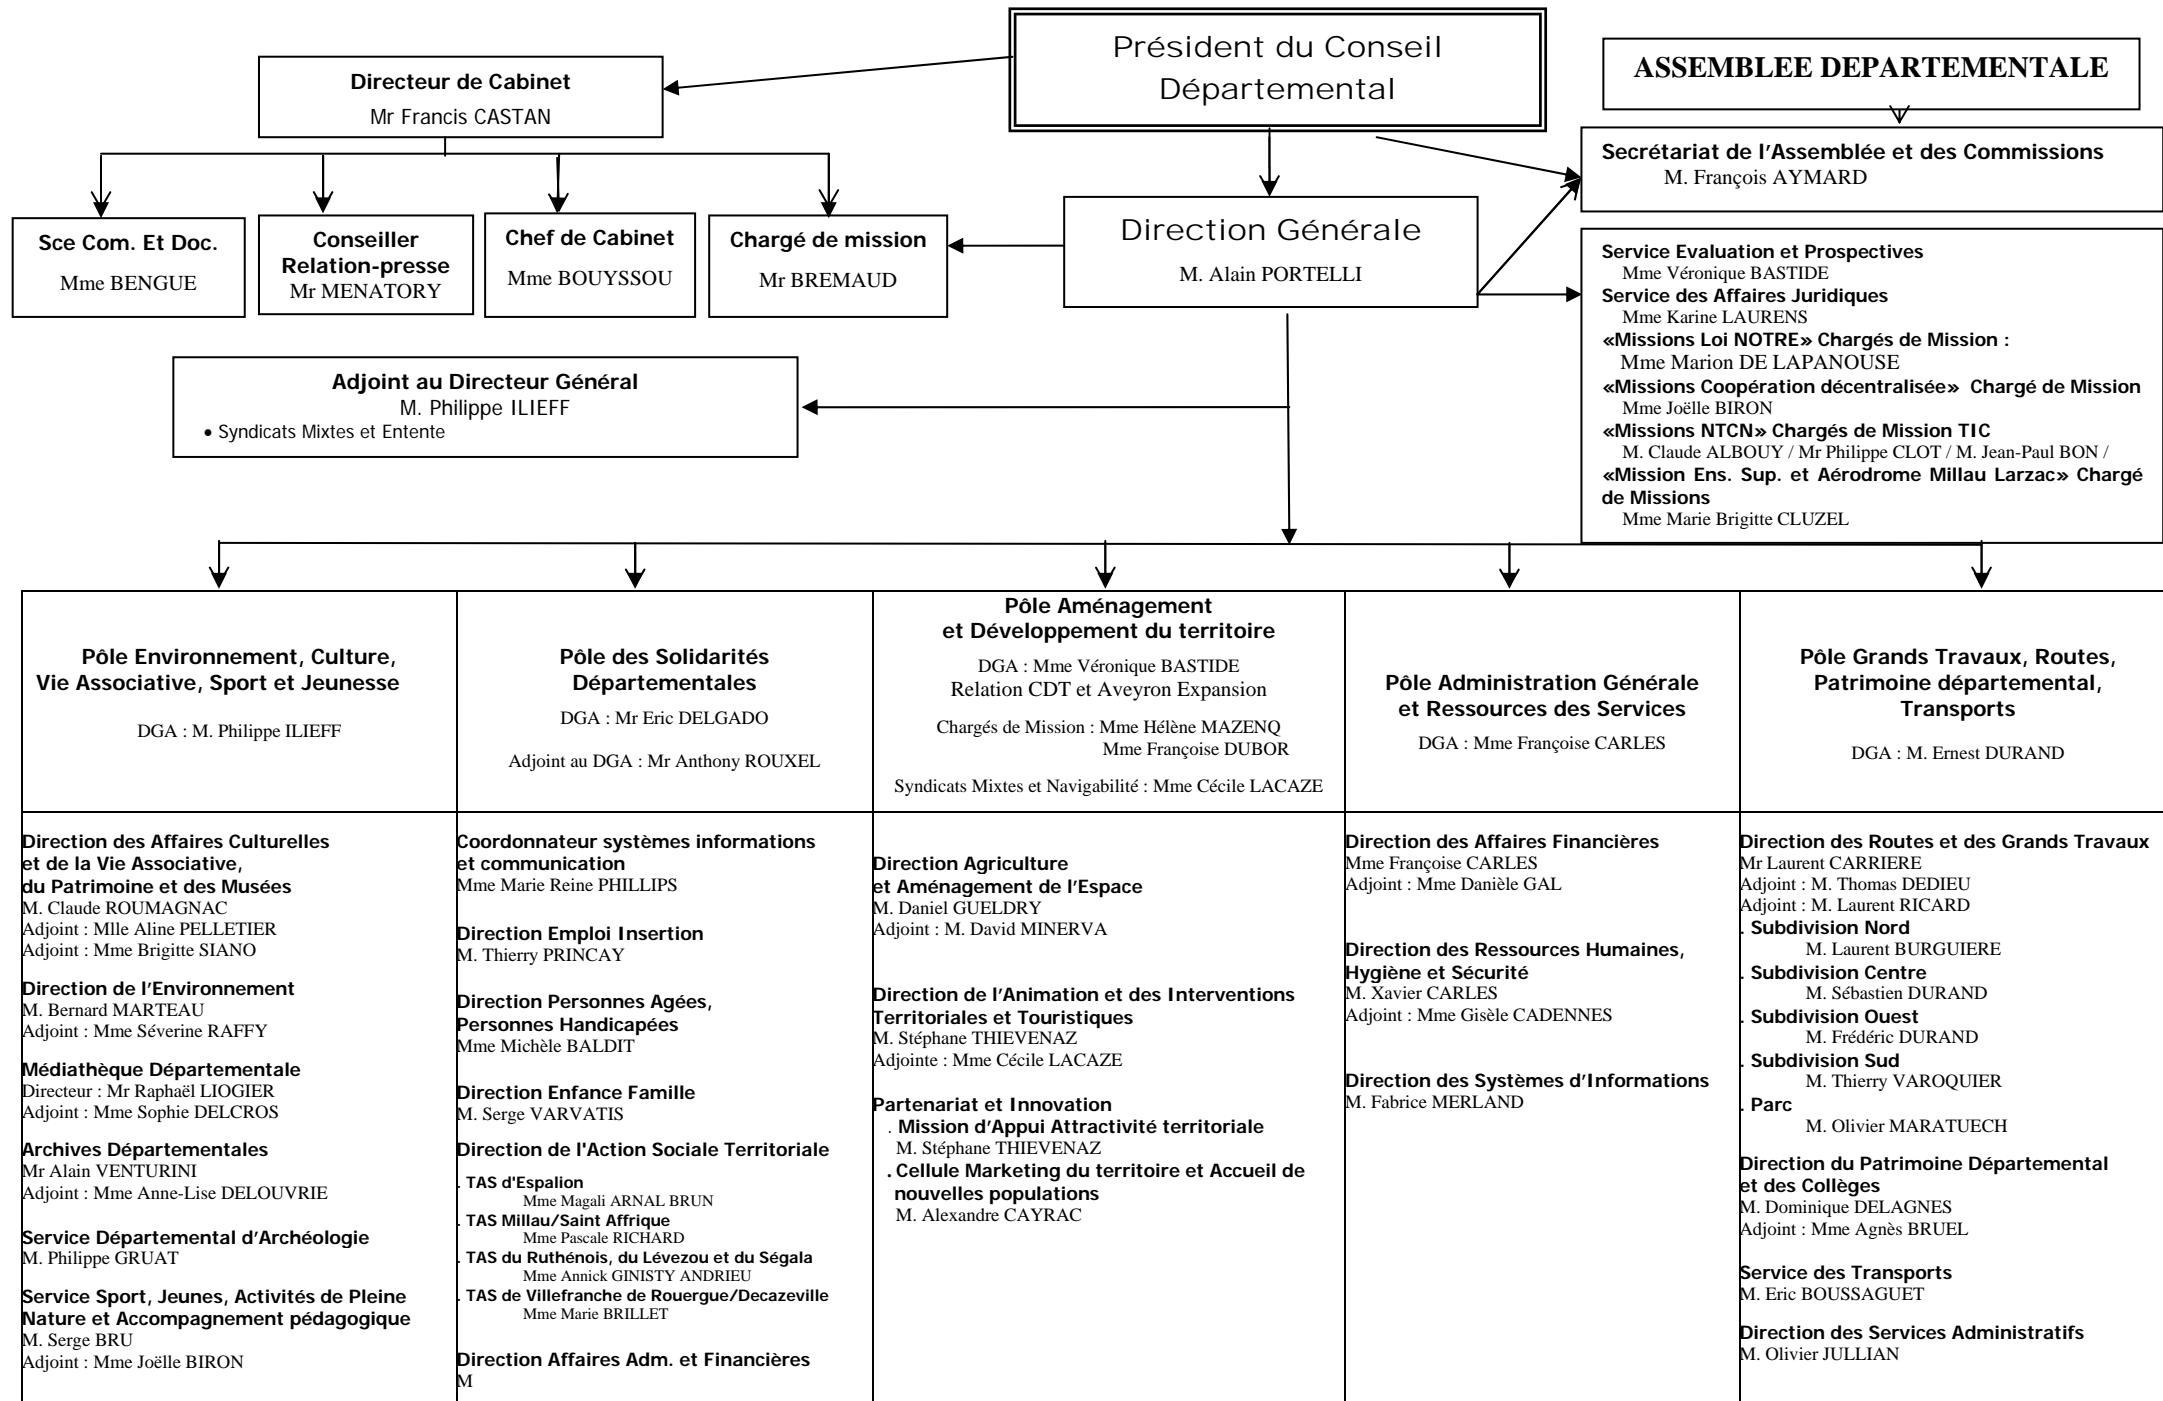 Président du Conseil
Départemental
ASSEMBLEE DEPARTEMENTALE
Directeur de Cabinet
Mr Francis CASTAN
Secrétariat de l'Assemblée et des Commissions
M. François AYMARD
Sce Com. Et Doc.
Mme BENGUE
Conseiller
Relation-presse
Mr MENATORY
Chef de Cabinet
Mme BOUYSSOU
Chargé de mission
Mr BREMAUD
Direction Générale
M. Alain PORTELLI
Service Evaluation et Prospectives
Mme Véronique BASTIDE
Service des Affaires Juridiques
Mme Karine LAURENS
«Missions Loi NOTRE» Chargés de Mission :
Mme Marion DE LAPANOUSE
«Missions Coopération décentralisée» Chargé de Mission
Mme Joëlle BIRON
«Missions NTCN» Chargés de Mission TIC
M. Claude ALBOUY / Mr Philippe CLOT / M. Jean-Paul BON /
«Mission Ens. Sup. et Aérodrome Millau Larzac» Chargé
de Missions
Mme Marie Brigitte CLUZEL
Adjoint au Directeur Général
M. Philippe ILIEFF
• Syndicats Mixtes et Entente
Pôle Environnement, Culture,
Vie Associative, Sport et Jeunesse
DGA : M. Philippe ILIEFF
Pôle des Solidarités
Départementales
DGA : Mr Eric DELGADO
Adjoint au DGA : Mr Anthony ROUXEL
Pôle Aménagement
et Développement du territoire
DGA : Mme Véronique BASTIDE
Relation CDT et Aveyron Expansion
Chargés de Mission : Mme Hélène MAZENQ
Mme Françoise DUBOR
Syndicats Mixtes et Navigabilité : Mme Cécile LACAZE
Pôle Administration Générale
et Ressources des Services
DGA : Mme Françoise CARLES
Pôle Grands Travaux, Routes,
Patrimoine départemental,
Transports
DGA : M. Ernest DURAND
Direction des Affaires Culturelles
et de la Vie Associative,
du Patrimoine et des Musées
M. Claude ROUMAGNAC
Adjoint : Mlle Aline PELLETIER
Adjoint : Mme Brigitte SIANO
Direction de l'Environnement
M. Bernard MARTEAU
Adjoint : Mme Séverine RAFFY
Médiathèque Départementale
Directeur : Mr Raphaël LIOGIER
Adjoint : Mme Sophie DELCROS
Archives Départementales
Mr Alain VENTURINI
Adjoint : Mme Anne-Lise DELOUVRIE
Service Départemental d'Archéologie
M. Philippe GRUAT
Service Sport, Jeunes, Activités de Pleine
Nature et Accompagnement pédagogique
M. Serge BRU
Adjoint : Mme Joëlle BIRON
Coordonnateur systèmes informations
et communication
Mme Marie Reine PHILLIPS
Direction Emploi Insertion
M. Thierry PRINCAY
Direction Personnes Agées,
Personnes Handicapées
Mme Michèle BALDIT
Direction Enfance Famille
M. Serge VARVATIS
Direction de l'Action Sociale Territoriale
. TAS d'Espalion
Mme Magali ARNAL BRUN
. TAS Millau/Saint Affrique
Mme Pascale RICHARD
. TAS du Ruthénois, du Lévezou et du Ségala
Mme Annick GINISTY ANDRIEU
. TAS de Villefranche de Rouergue/Decazeville
Mme Marie BRILLET
Direction Affaires Adm. et Financières
M
Direction Agriculture
et Aménagement de l'Espace
M. Daniel GUELDRY
Adjoint : M. David MINERVA
Direction de l'Animation et des Interventions
Territoriales et Touristiques
M. Stéphane THIEVENAZ
Adjointe : Mme Cécile LACAZE
Partenariat et Innovation
. Mission d'Appui Attractivité territoriale
M. Stéphane THIEVENAZ
. Cellule Marketing du territoire et Accueil de
nouvelles populations
M. Alexandre CAYRAC
Direction des Affaires Financières
Mme Françoise CARLES
Adjoint : Mme Danièle GAL
Direction des Ressources Humaines,
Hygiène et Sécurité
M. Xavier CARLES
Adjoint : Mme Gisèle CADENNES
Direction des Systèmes d'Informations
M. Fabrice MERLAND
Direction des Routes et des Grands Travaux
Mr Laurent CARRIERE
Adjoint : M. Thomas DEDIEU
Adjoint : M. Laurent RICARD
. Subdivision Nord
M. Laurent BURGUIERE
. Subdivision Centre
M. Sébastien DURAND
. Subdivision Ouest
M. Frédéric DURAND
. Subdivision Sud
M. Thierry VAROQUIER
. Parc
M. Olivier MARATUECH
Direction du Patrimoine Départemental
et des Collèges
M. Dominique DELAGNES
Adjoint : Mme Agnès BRUEL
Service des Transports
M. Eric BOUSSAGUET
Direction des Services Administratifs
M. Olivier JULLIAN